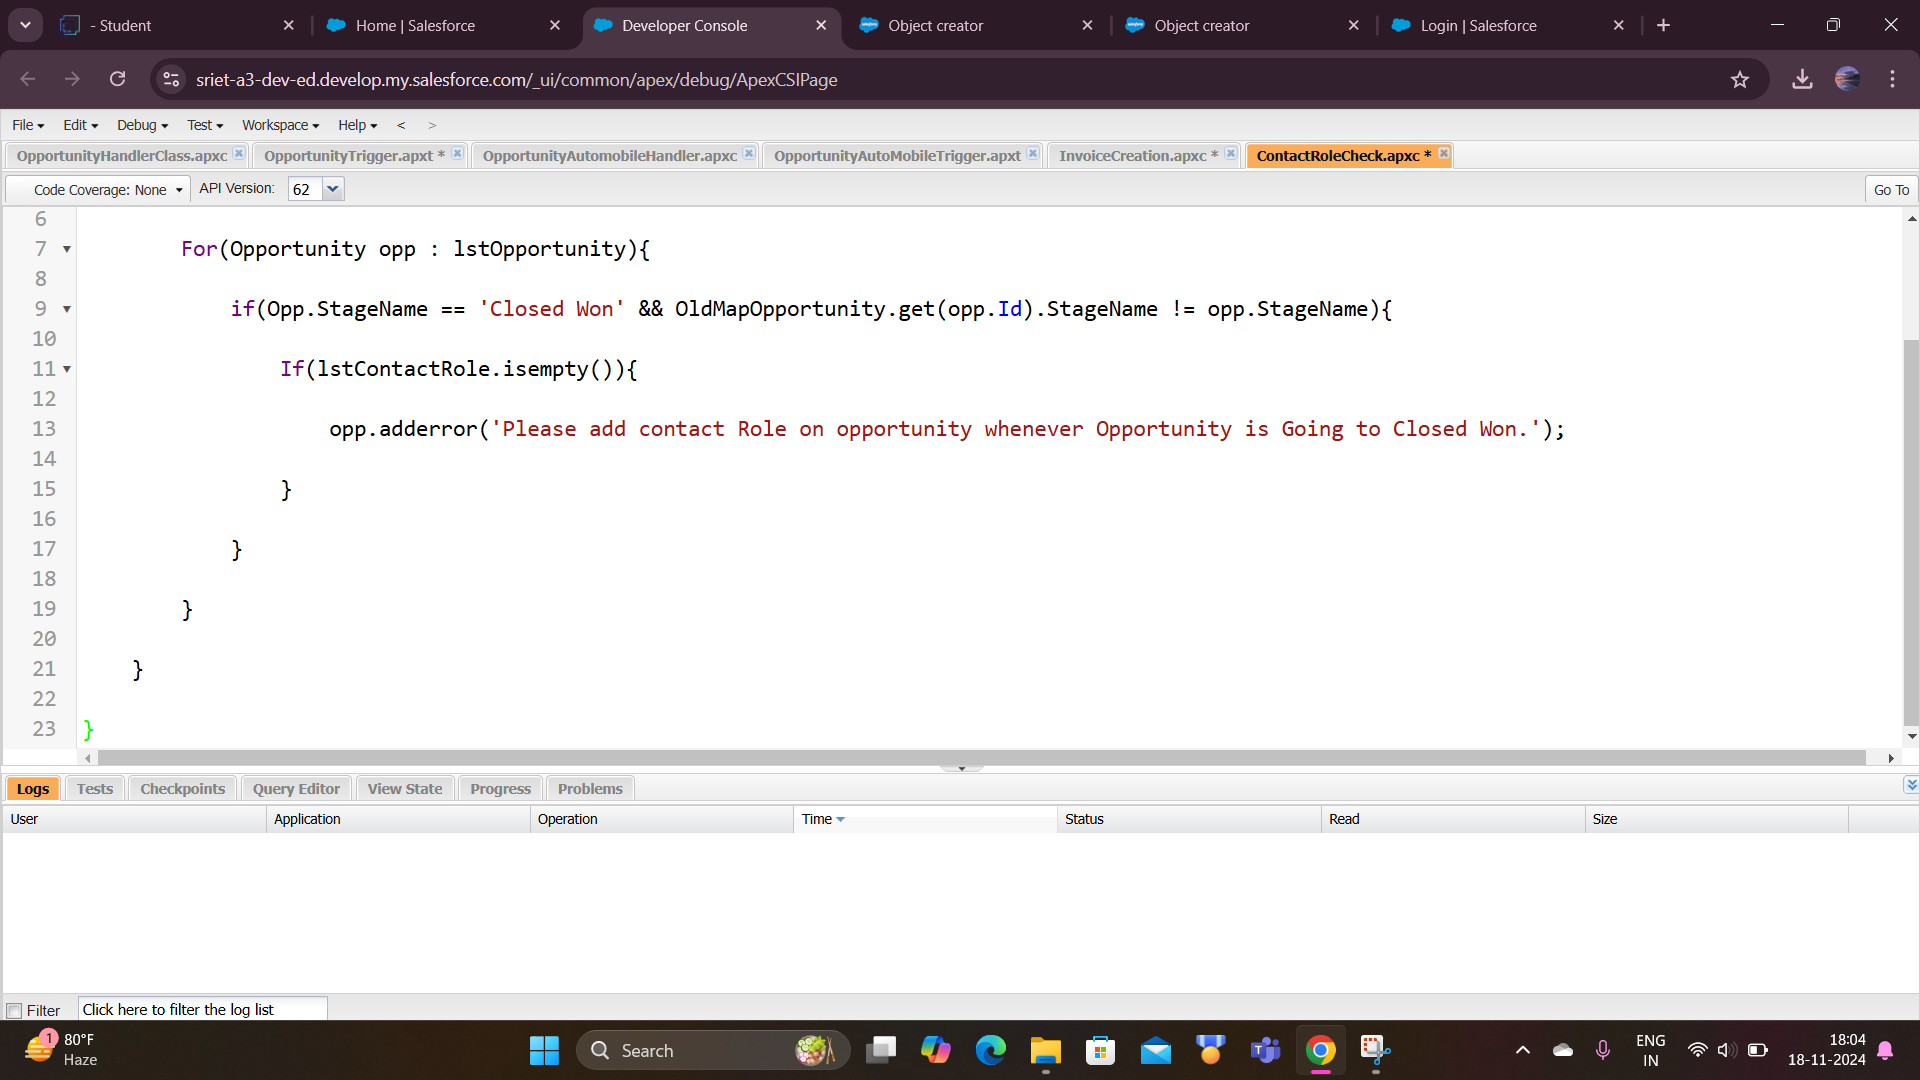 - Student
Home | Salesforce
Developer Console
Object creator
Object creator
Login | Salesforce
sriet-a3-dev-ed.develop.my.salesforce.com/_ui/common/apex/debug/ApexCSIPage
File Edit Debug Test Workspace Help < >
OpportunityHandlerClass.apxc
OpportunityTrigger.apxt *
OpportunityAutomobileHandler.apxc
OpportunityAutoMobileTrigger.apxt
InvoiceCreation.apxc *
ContactRoleCheck.apxc *
Code Coverage: None API Version: 62 Go To
6
7 For(Opportunity opp : lstOpportunity){
8
9 if(Opp.StageName == 'Closed Won' && OldMapOpportunity.get(opp.Id).StageName != opp.StageName){
10
11 If(lstContactRole.isempty()){
12
13 opp.adderror('Please add contact Role on opportunity whenever Opportunity is Going to Closed Won.');
14
15 }
16
17 }
18
19 }
20
21 }
22
23 }
Logs Tests Checkpoints Query Editor View State Progress Problems
User Application Operation Time Status Read Size
Filter Click here to filter the log list
1
80°F
Haze
Search
ENG
IN
18:04
18-11-2024